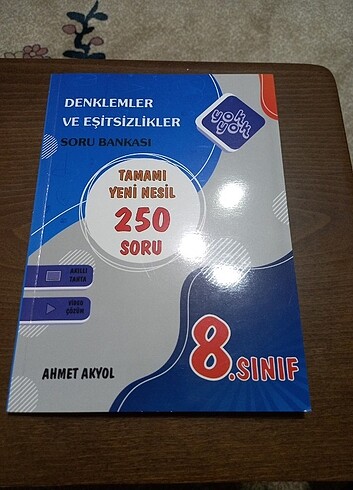 DENKLEMLER
VE EŞİTSİZLİKLER
SORU BANKASI
yok
yok
TAMAMI
YENİ NESİL
250
SORU
AKILLI
TAHTA
VİDEO
ÇÖZÜM
8.SINIF
AHMET AKYOL